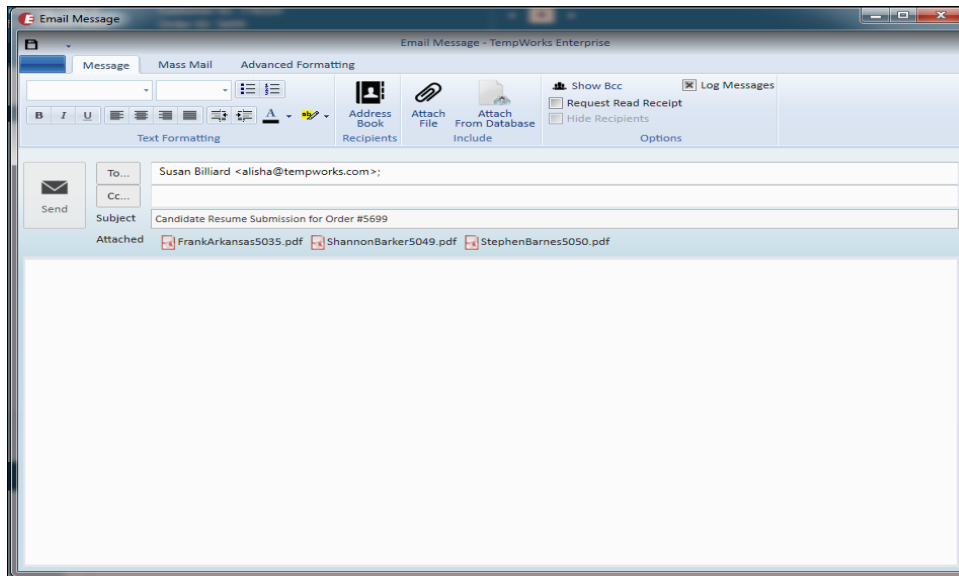 Email Message
Email Message - TempWorks Enterprise
Message Mass Mail Advanced Formatting
Show Bcc Log Messages
Request Read Receipt
B I U A ab Address Book Attach File Attach From Database Hide Recipients
Text Formatting Recipients Include Options
To... Susan Billiard <alisha@tempworks.com>;
Cc...
Send
Subject Candidate Resume Submission for Order #5699
Attached FrankArkansas5035.pdf ShannonBarker5049.pdf StephenBarnes5050.pdf